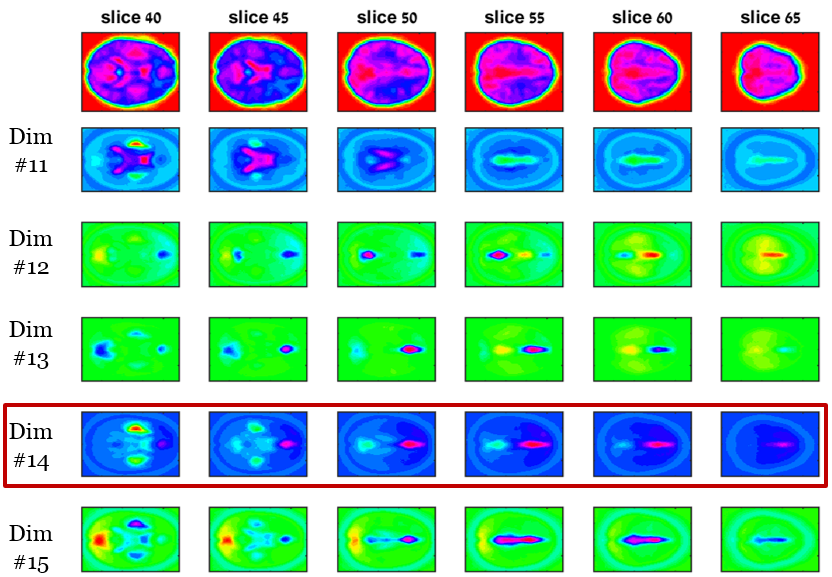 slice 40 slice 45 slice 50 slice 55 slice 60 slice 65
Dim
#11
Dim
#12
Dim
#13
Dim
#14
Dim
#15